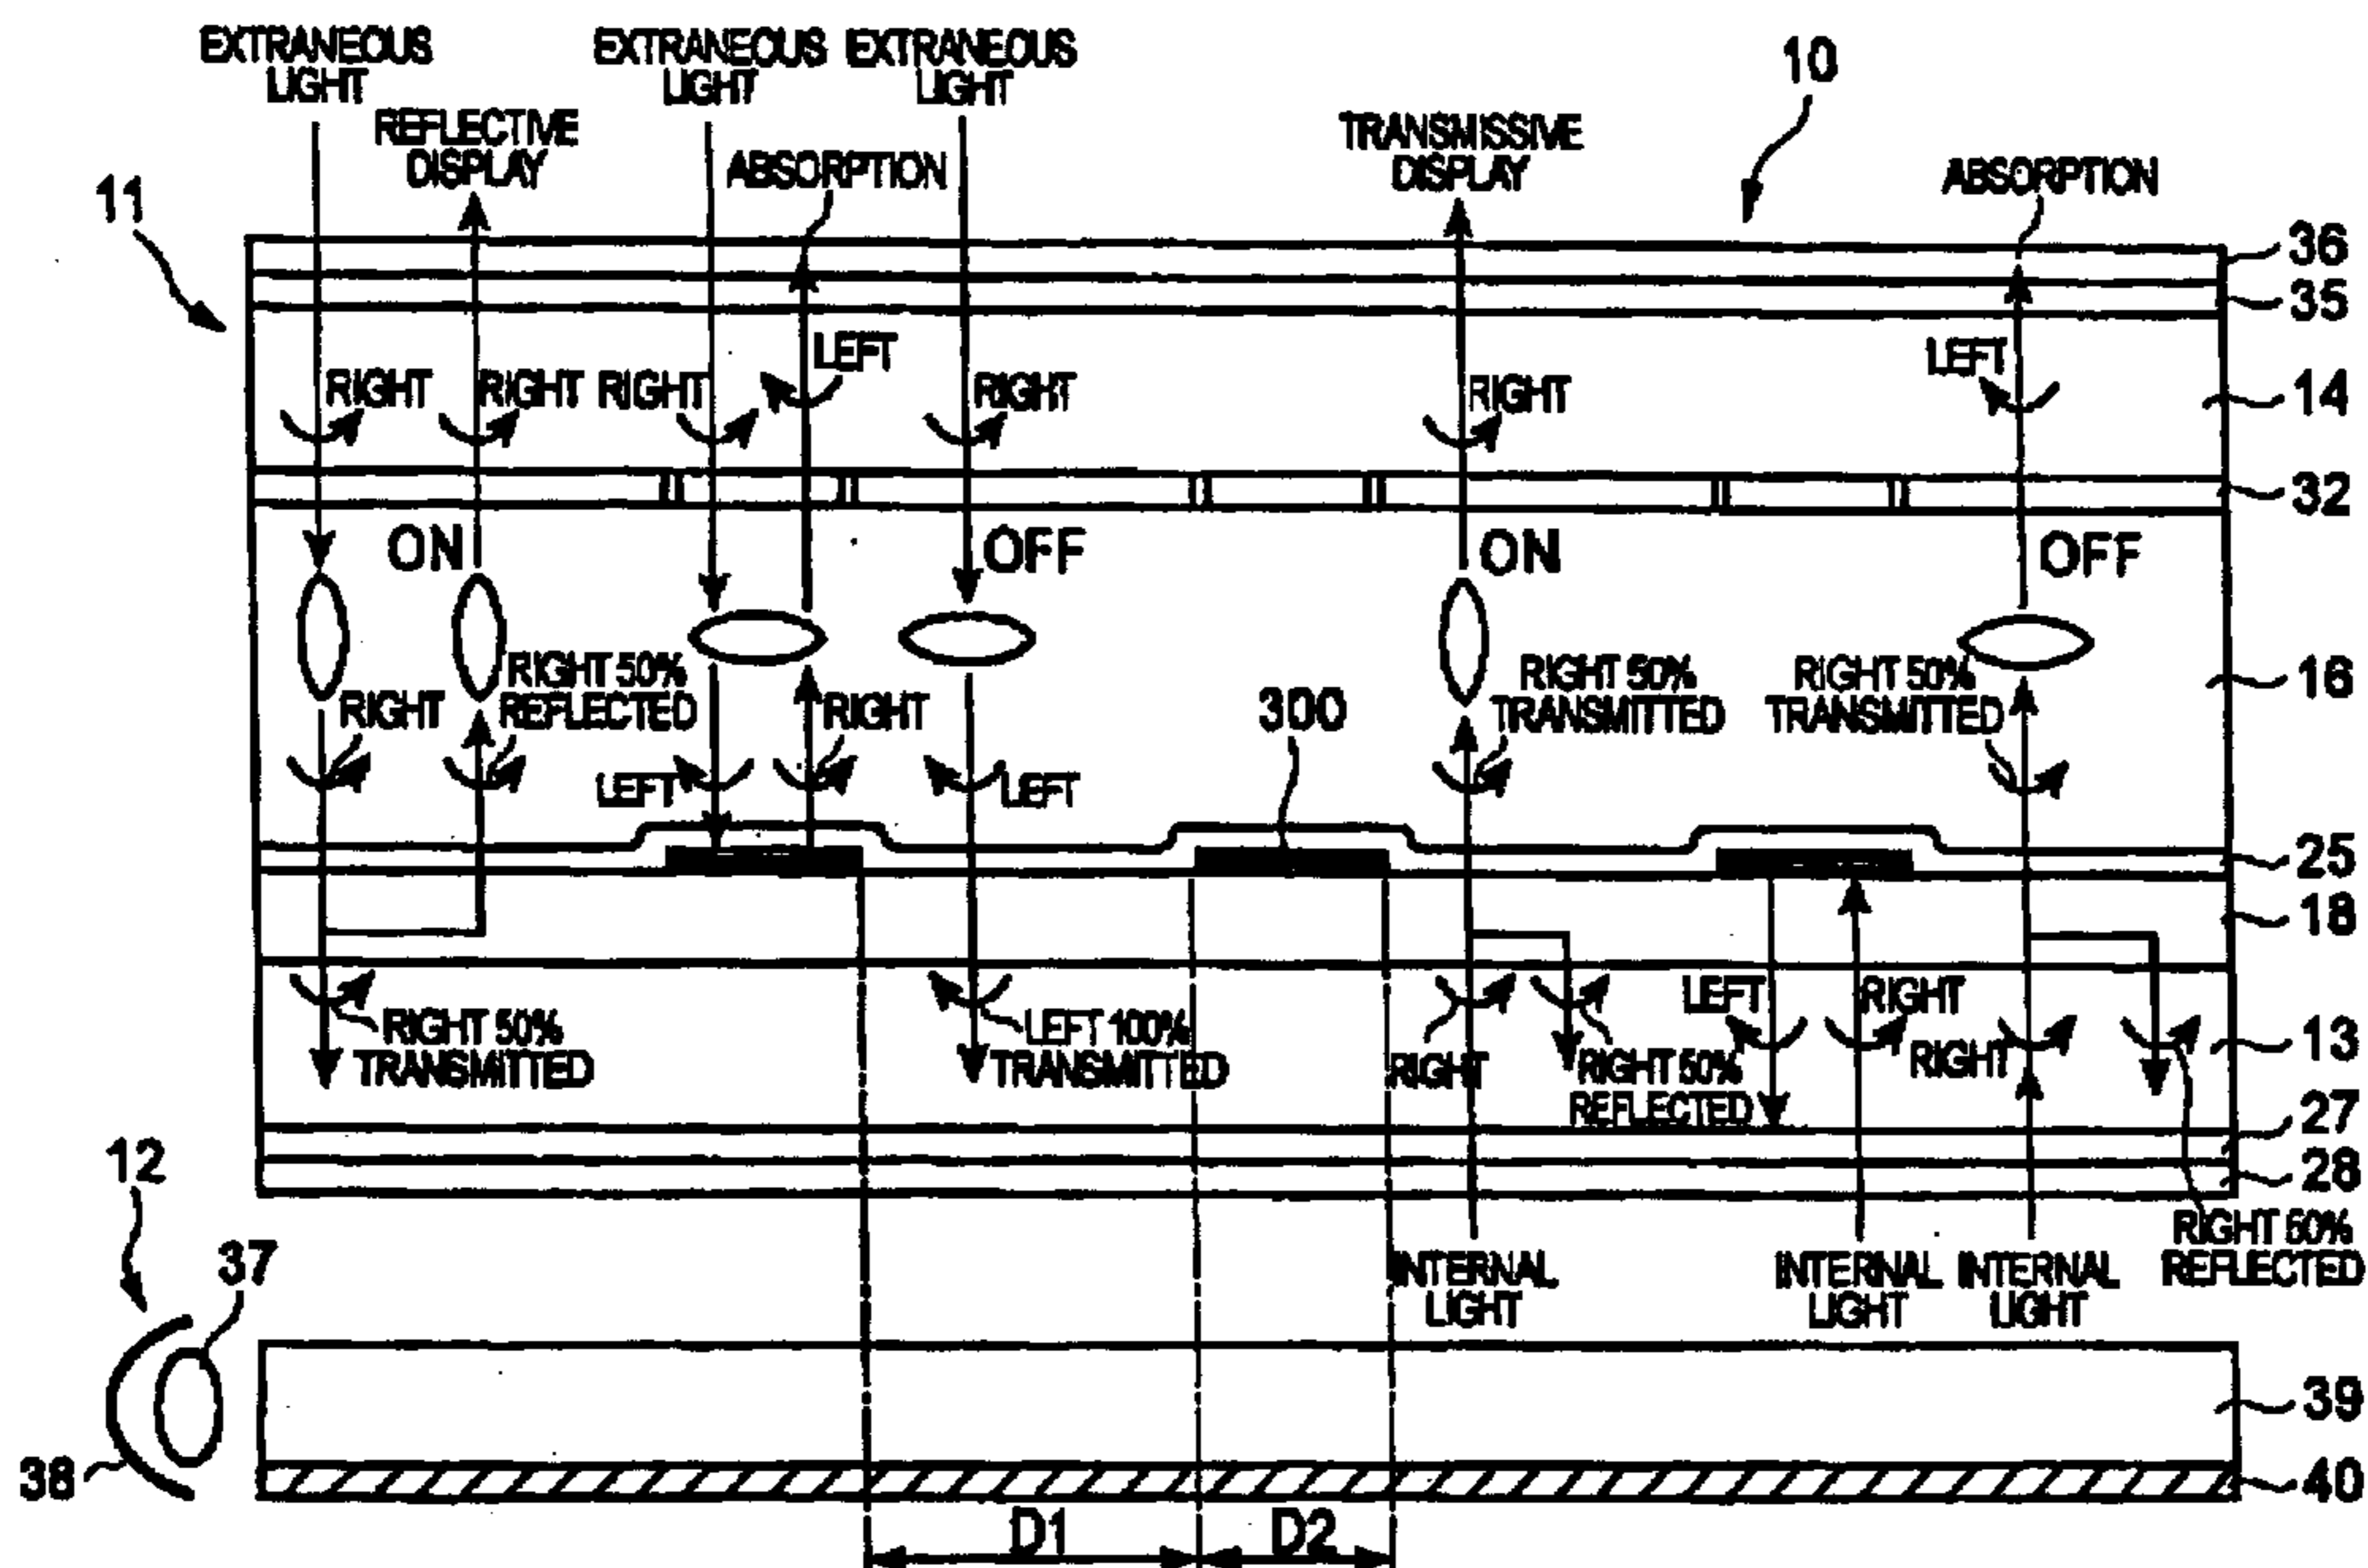 EXTRANEOUS
LIGHT
REFLECTIVE
DISPLAY
EXTRANEOUS
LIGHT
ABSORPTION
EXTRANEOUS
LIGHT
TRANSMISSIVE
DISPLAY
10
ABSORPTION
11
36
35
RIGHT
RIGHT
RIGHT
LEFT
RIGHT
RIGHT
LEFT
14
32
ON
OFF
ON
OFF
RIGHT
RIGHT 50%
REFLECTED
LEFT
RIGHT
LEFT
300
RIGHT 50%
TRANSMITTED
RIGHT 50%
TRANSMITTED
16
25
18
RIGHT 50%
TRANSMITTED
LEFT 100%
TRANSMITTED
RIGHT
RIGHT 50%
REFLECTED
LEFT
RIGHT
RIGHT
13
27
28
RIGHT 50%
REFLECTED
12
37
38
INTERNAL
LIGHT
INTERNAL
LIGHT
INTERNAL
LIGHT
39
40
D1
D2